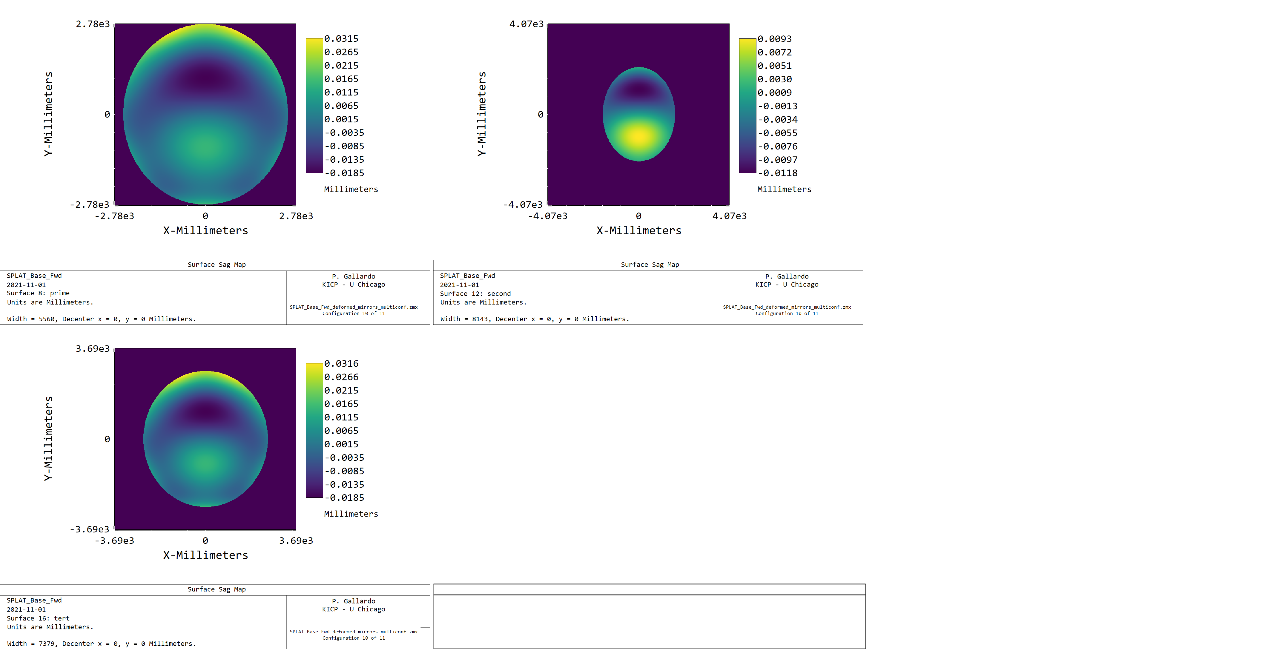 2.78e3
0
-2.78e3
Y-Millimeters
-2.78e3
0
2.78e3
X-Millimeters
0.0315
0.0265
0.0215
0.0165
0.0115
0.0065
0.0015
-0.0035
-0.0085
-0.0135
-0.0185
Millimeters
Surface Sag Map
SPLAT_Base_Fwd
2021-11-01
Surface 8: prime
Units are Millimeters.
Width = 5560, Decenter x = 0, y = 0 Millimeters.
P. Gallardo
KICP - U Chicago
SPLAT_Base_Fwd_deformed_mirrors_multiconf.zmx
Configuration 10 of 11
4.07e3
0
-4.07e3
Y-Millimeters
-4.07e3
0
4.07e3
X-Millimeters
0.0093
0.0072
0.0051
0.0030
0.0009
-0.0013
-0.0034
-0.0055
-0.0076
-0.0097
-0.0118
Millimeters
Surface Sag Map
SPLAT_Base_Fwd
2021-11-01
Surface 12: second
Units are Millimeters.
Width = 8143, Decenter x = 0, y = 0 Millimeters.
P. Gallardo
KICP - U Chicago
SPLAT_Base_Fwd_deformed_mirrors_multiconf.zmx
Configuration 10 of 11
3.69e3
0
-3.69e3
Y-Millimeters
-3.69e3
0
3.69e3
X-Millimeters
0.0316
0.0266
0.0215
0.0165
0.0115
0.0065
0.0015
-0.0035
-0.0085
-0.0135
-0.0185
Millimeters
Surface Sag Map
SPLAT_Base_Fwd
2021-11-01
Surface 16: tert
Units are Millimeters.
Width = 7379, Decenter x = 0, y = 0 Millimeters.
P. Gallardo
KICP - U Chicago
SPLAT_Base_Fwd_deformed_mirrors_multiconf.zmx
Configuration 10 of 11